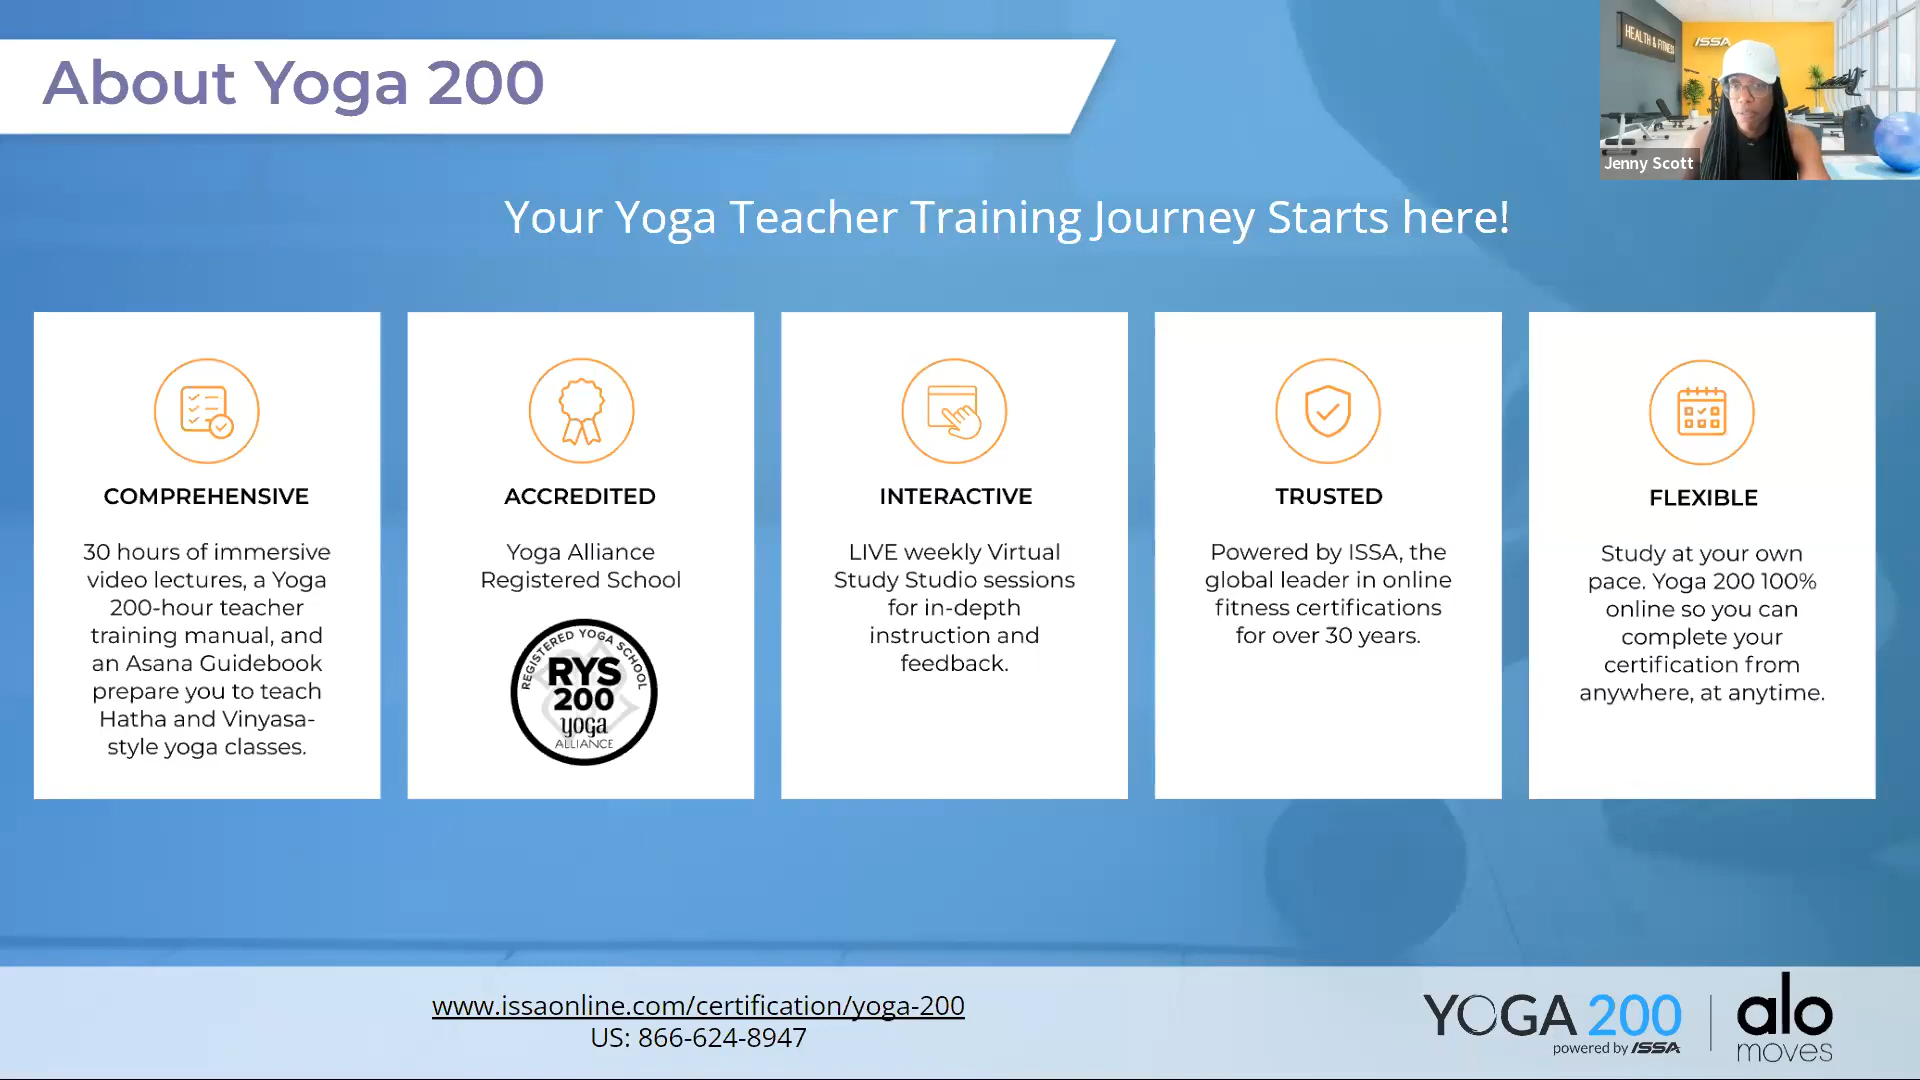 About Yoga 200
HEALTH & FITNESS
ISSA
Jenny Scott
Your Yoga Teacher Training Journey Starts here!
COMPREHENSIVE
30 hours of immersive
video lectures, a Yoga
200-hour teacher
training manual, and
an Asana Guidebook
prepare you to teach
Hatha and Vinyasa-
style yoga classes.
ACCREDITED
Yoga Alliance
Registered School
REGISTERED YOGA SCHOOL
RYS
200
yoga
ALLIANCE
INTERACTIVE
LIVE weekly Virtual
Study Studio sessions
for in-depth
instruction and
feedback.
TRUSTED
Powered by ISSA, the
global leader in online
fitness certifications
for over 30 years.
FLEXIBLE
Study at your own
pace. Yoga 200 100%
online so you can
complete your
certification from
anywhere, at anytime.
www.issaonline.com/certification/yoga-200
US: 866-624-8947
YOGA 200
powered by ISSA
alo
moves